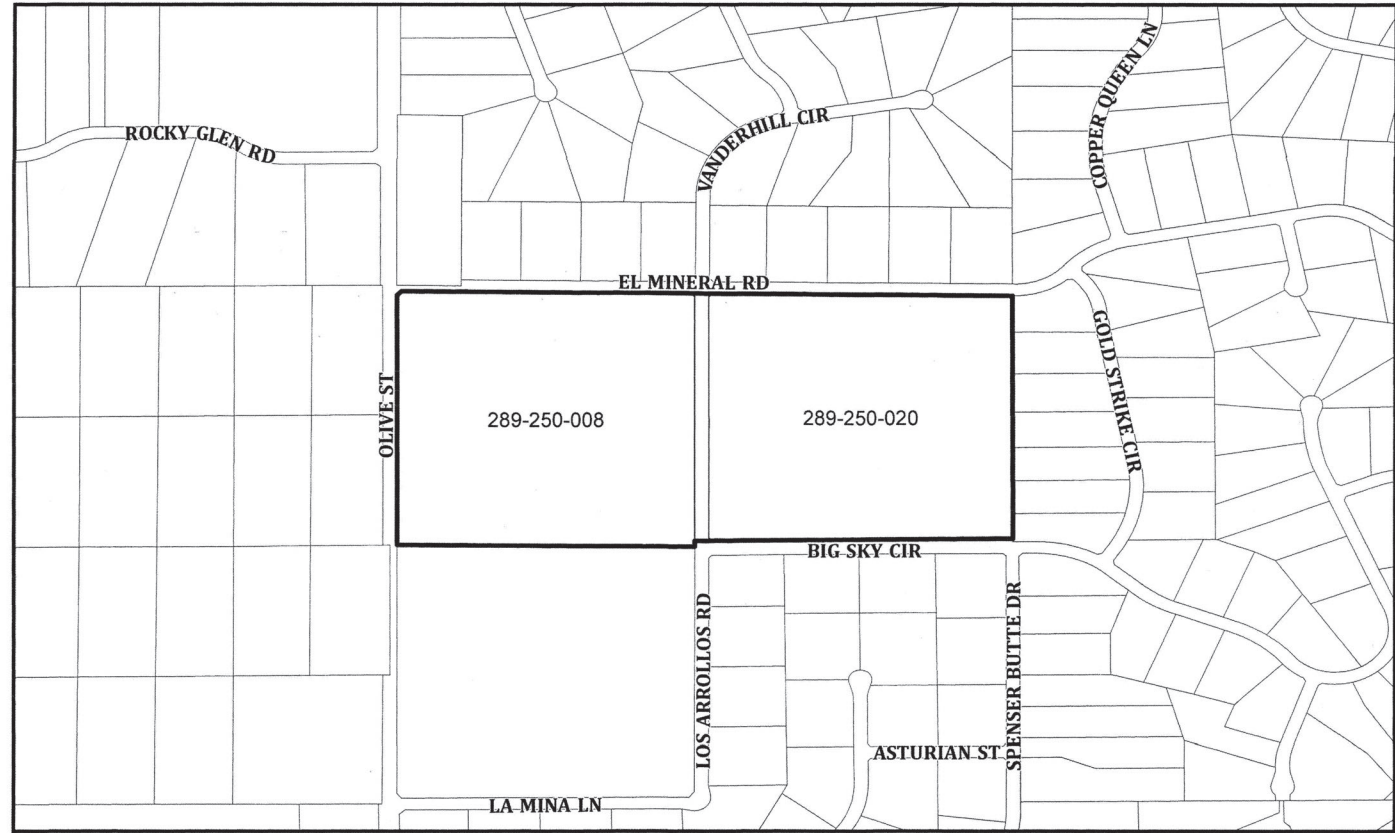 COPPER QUEEN LN
ROCKY GLEN RD
VANDERHILL CIR
EL MINERAL RD
GOLD STRIKE CIR
OLIVE ST
289-250-008
289-250-020
BIG SKY CIR
LOS ARROLLOS RD
SPENSER BUTTE DR
ASTURIAN ST
LA MINA LN